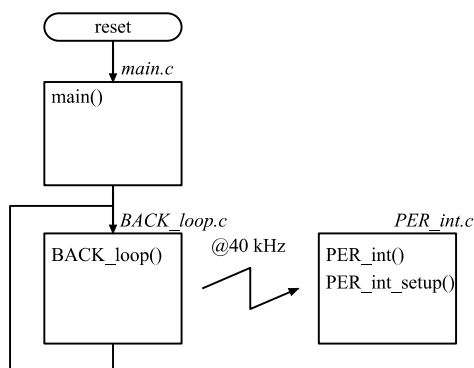 reset
main.c
main()
BACK_loop.c
PER_int.c
@40 kHz
BACK_loop()
PER_int()
PER_int_setup()